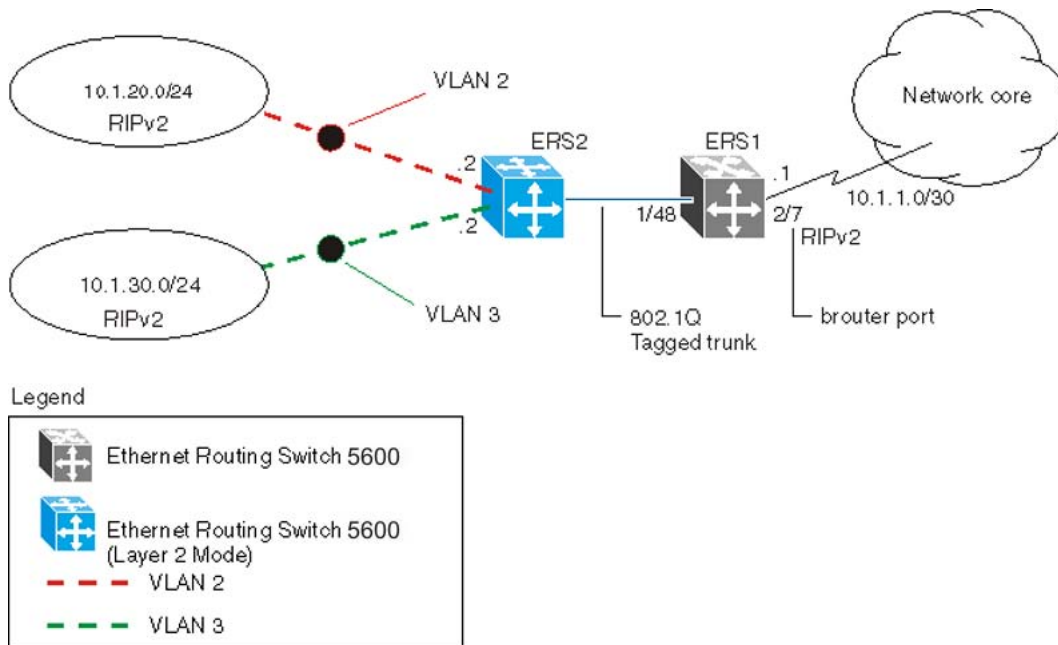 VLAN 2
10.1.20.0/24
RIPv2
Network core
ERS2
ERS1
.2
.1
10.1.1.0/30
.2
1/48
2/7
RIPv2
10.1.30.0/24
RIPv2
VLAN 3
802.1Q
Tagged trunk
brouter port
Legend
Ethernet Routing Switch 5600
Ethernet Routing Switch 5600
(Layer 2 Mode)
VLAN 2
VLAN 3